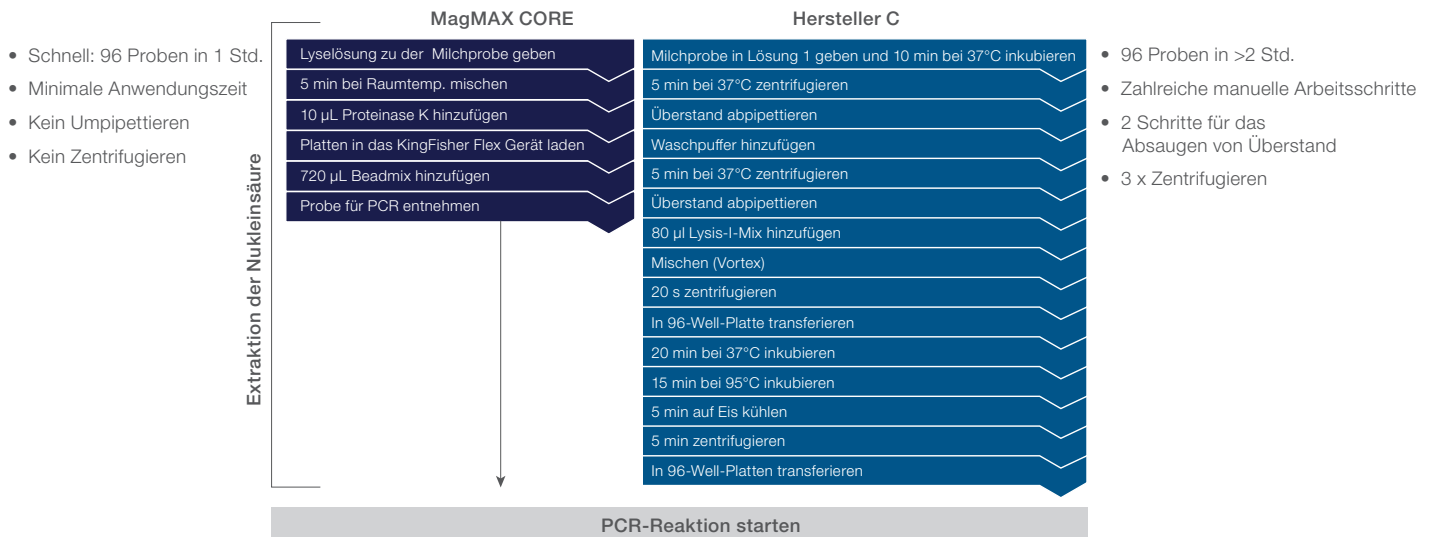 MagMAX CORE
Hersteller C
• Schnell: 96 Proben in 1 Std.
• Minimale Anwendungszeit
• Kein Umpipettieren
• Kein Zentrifugieren
Extraktion der Nukleinsäure
Lyselösung zu der Milchprobe geben
5 min bei Raumtemp. mischen
10 µL Proteinase K hinzufügen
Platten in das KingFisher Flex Gerät laden
720 µL Beadmix hinzufügen
Probe für PCR entnehmen
Milchprobe in Lösung 1 geben und 10 min bei 37°C inkubieren
5 min bei 37°C zentrifugieren
Überstand abpipettieren
Waschpuffer hinzufügen
5 min bei 37°C zentrifugieren
Überstand abpipettieren
80 µl Lysis-I-Mix hinzufügen
Mischen (Vortex)
20 s zentrifugieren
In 96-Well-Platte transferieren
20 min bei 37°C inkubieren
15 min bei 95°C inkubieren
5 min auf Eis kühlen
5 min zentrifugieren
In 96-Well-Platten transferieren
• 96 Proben in >2 Std.
• Zahlreiche manuelle Arbeitsschritte
• 2 Schritte für das
Absaugen von Überstand
• 3 x Zentrifugieren
PCR-Reaktion starten